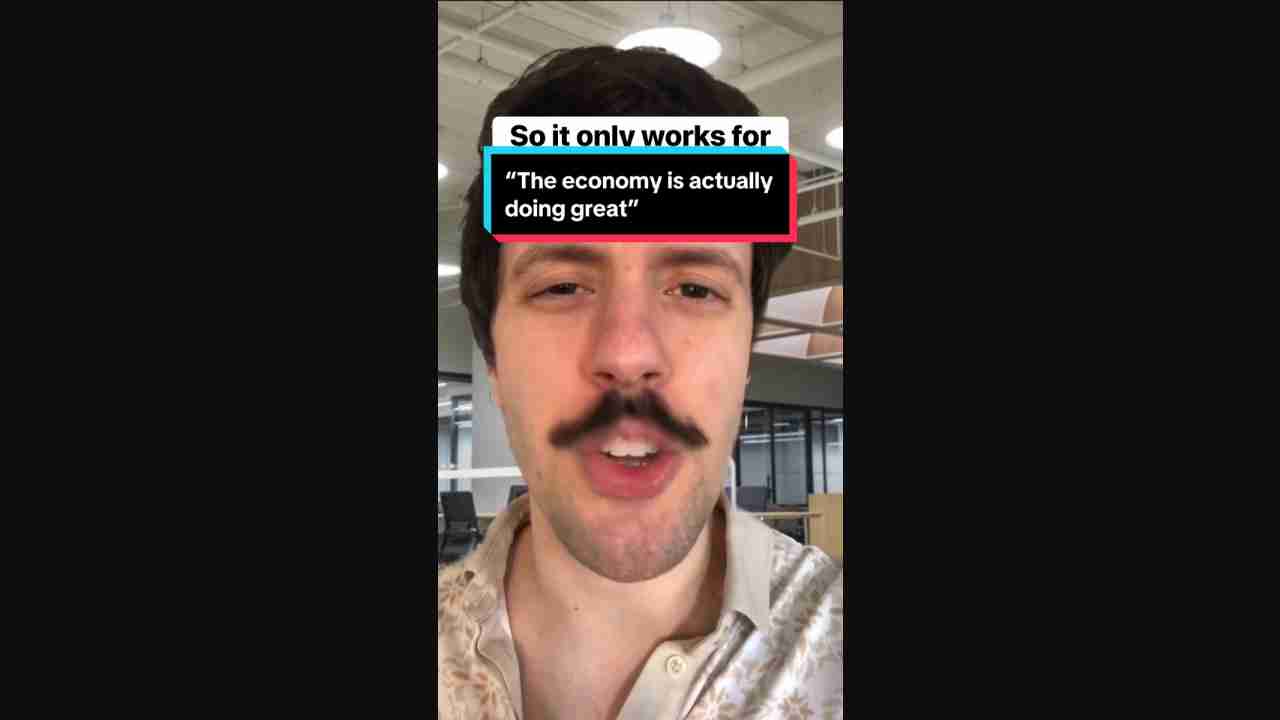 So it only works for
“The economy is actually
doing great”